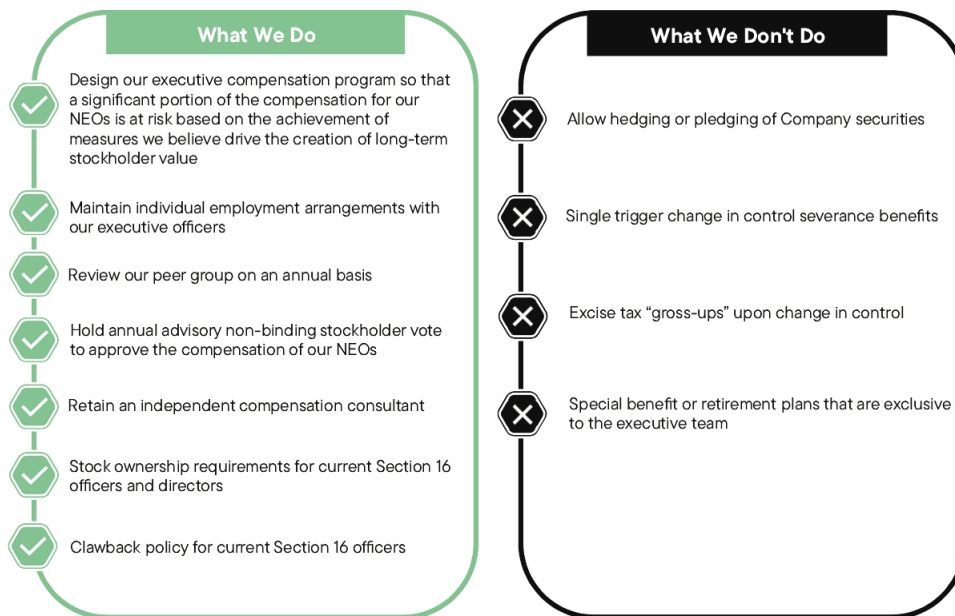 What We Do
Design our executive compensation program so that
a significant portion of the compensation for our
NEOs is at risk based on the achievement of
measures we believe drive the creation of long-term
stockholder value
Maintain individual employment arrangements with
our executive officers
Review our peer group on an annual basis
Hold annual advisory non-binding stockholder vote
to approve the compensation of our NEOs
Retain an independent compensation consultant
Stock ownership requirements for current Section 16
officers and directors
Clawback policy for current Section 16 officers
What We Don't Do
Allow hedging or pledging of Company securities
Single trigger change in control severance benefits
Excise tax “gross-ups” upon change in control
Special benefit or retirement plans that are exclusive
to the executive team